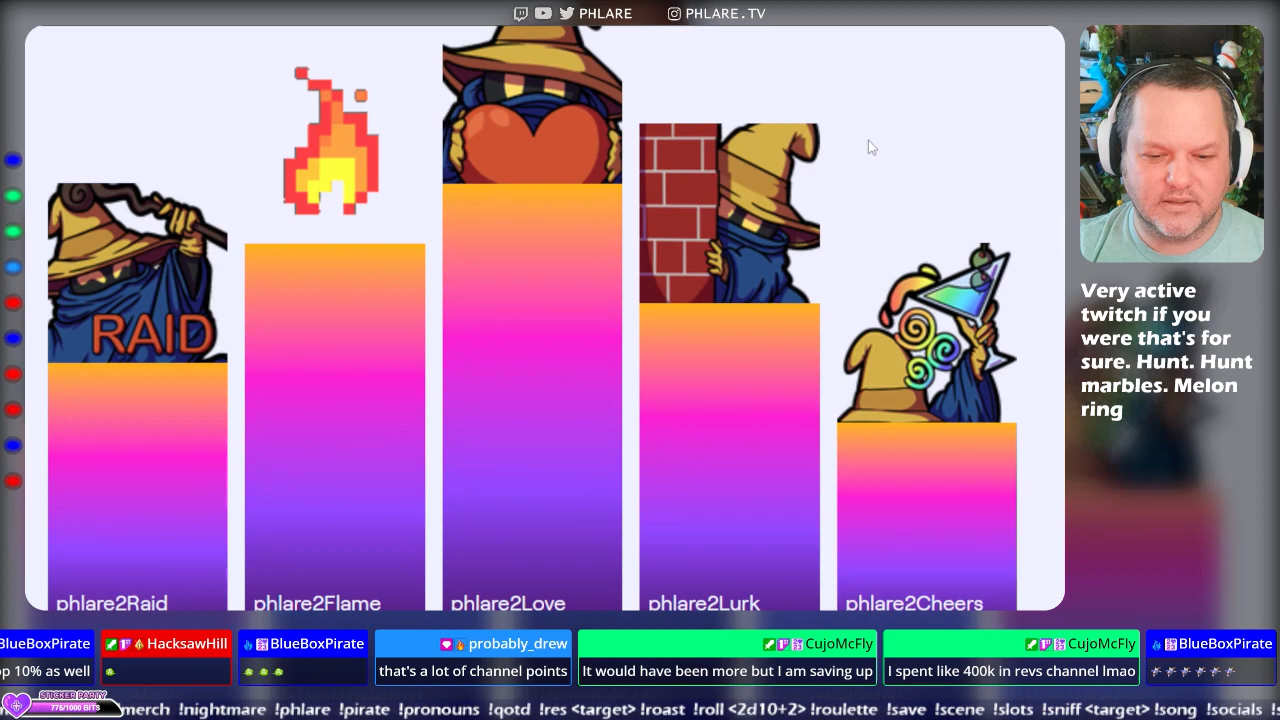 PHLARE PHLARE.TV
RAID
phlare2Raid
phlare2Flame
phlare2Love
phlare2Lurk
phlare2Cheers
Very active
twitch if you
were that's for
sure. Hunt. Hunt
marbles. Melon
ring
BlueBoxPirate
op 10% as well
HacksawHill
BlueBoxPirate
probably_drew
that's a lot of channel points
CujoMcFly
It would have been more but I am saving up
CujoMcFly
I spent like 400k in revs channel lmao
BlueBoxPirate
STICKER PARTY
775/1000 BITS
merch !nightmare !phlare !pirate !pronouns !qotd !res <target> !roast !roll <2d10+2> !roulette !save !scene !slots !sniff <target> !song !socials